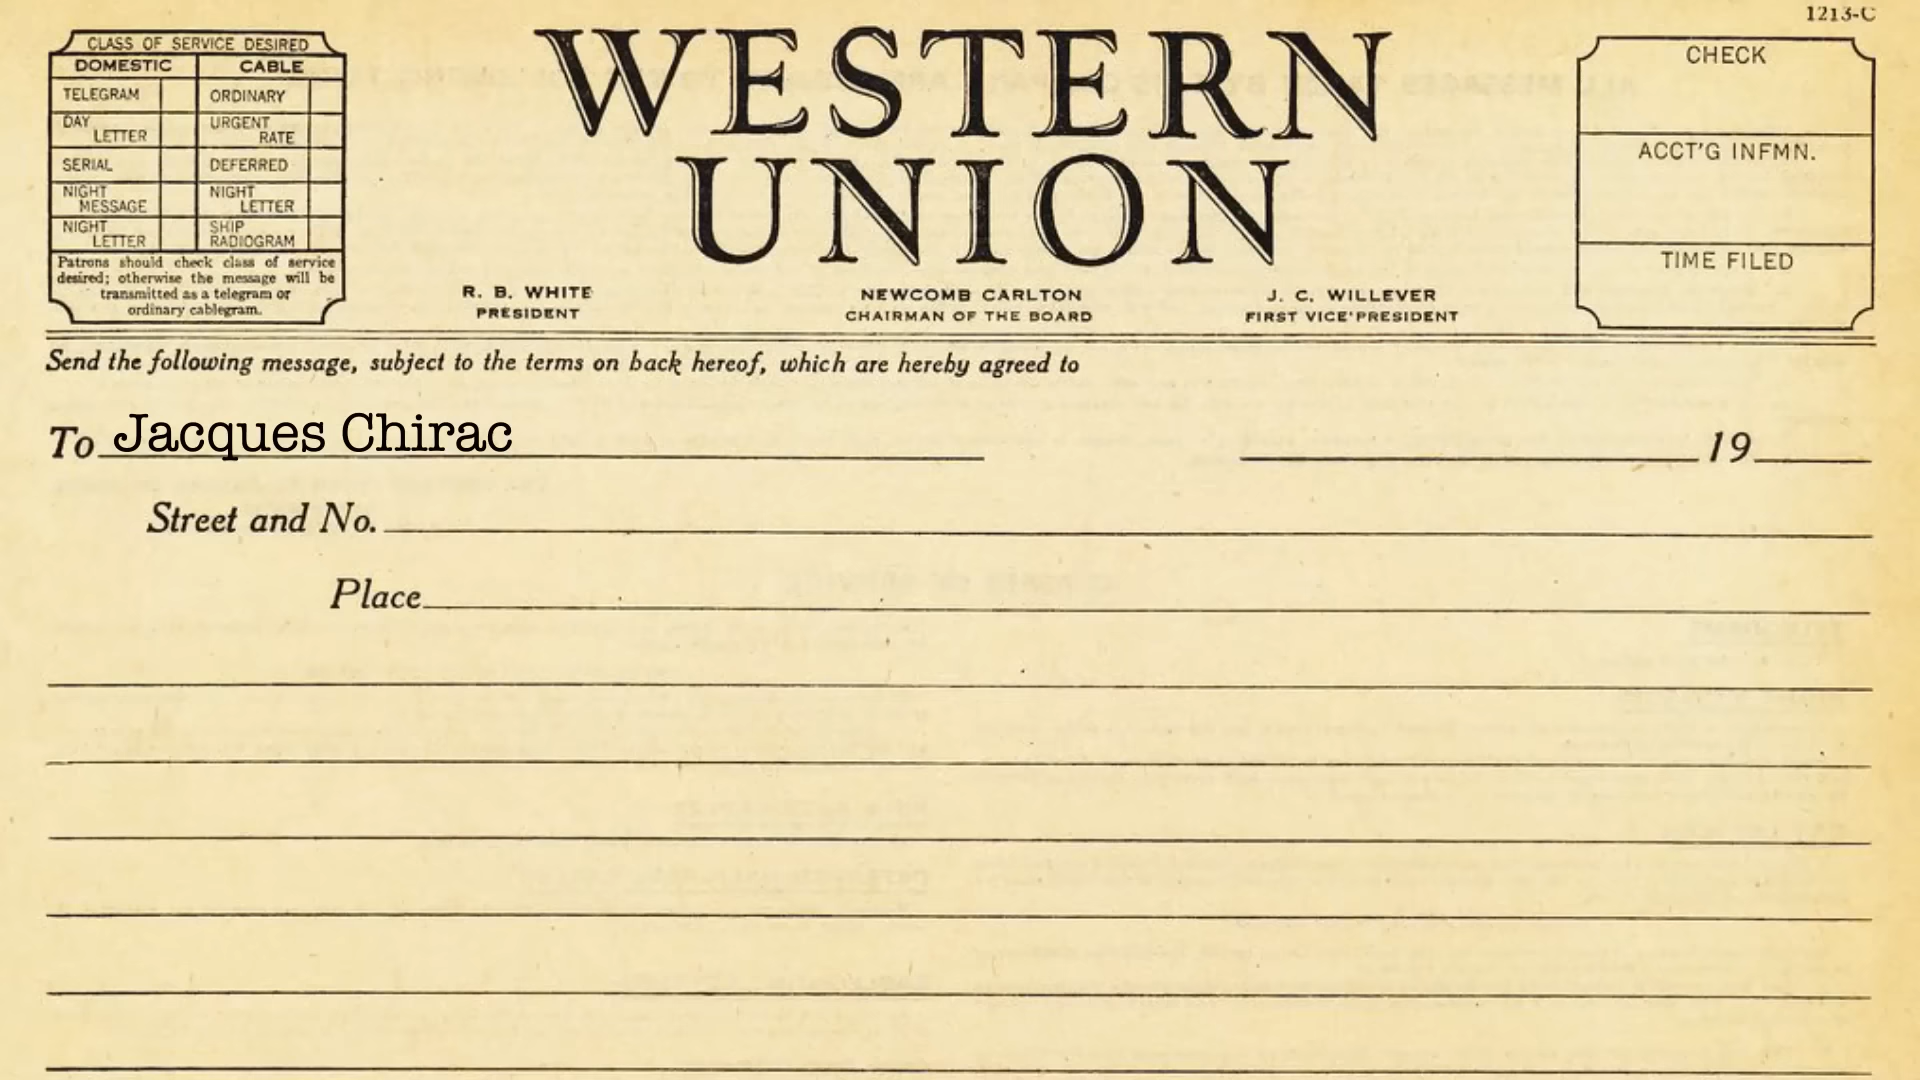 1213-C
CLASS OF SERVICE DESIRED
DOMESTIC CABLE
TELEGRAM ORDINARY
DAY LETTER URGENT RATE
SERIAL DEFERRED
NIGHT MESSAGE NIGHT LETTER
NIGHT LETTER SHIP RADIOGRAM
Patrons should check class of service
desired; otherwise the message will be
transmitted as a telegram or
ordinary cablegram.
WESTERN
UNION
R. B. WHITE
PRESIDENT
NEWCOMB CARLTON
CHAIRMAN OF THE BOARD
J. C. WILLEVER
FIRST VICE-PRESIDENT
CHECK
ACCT'G INFMN.
TIME FILED
Send the following message, subject to the terms on back hereof, which are hereby agreed to
To Jacques Chirac 19
Street and No.
Place